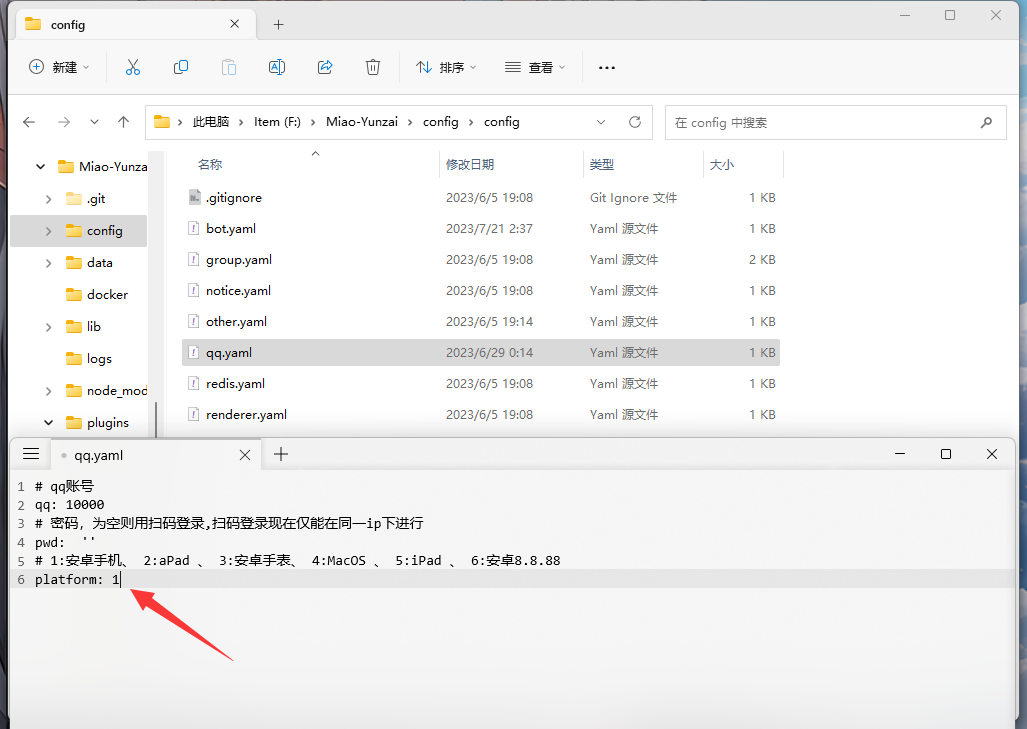 config
新建
排序
查看
此电脑 Item (F:) Miao-Yunzai config config
在 config 中搜索
Miao-Yunza
.git
config
data
docker
lib
logs
node_mod
plugins
名称 修改日期 类型 大小
.gitignore 2023/6/5 19:08 Git Ignore 文件 1 KB
bot.yaml 2023/7/21 2:37 Yaml 源文件 1 KB
group.yaml 2023/6/5 19:08 Yaml 源文件 2 KB
notice.yaml 2023/6/5 19:08 Yaml 源文件 1 KB
other.yaml 2023/6/5 19:14 Yaml 源文件 1 KB
qq.yaml 2023/6/29 0:14 Yaml 源文件 1 KB
redis.yaml 2023/6/5 19:08 Yaml 源文件 1 KB
renderer.yaml 2023/6/5 19:08 Yaml 源文件 1 KB
qq.yaml
1 # qq账号
2 qq: 10000
3 # 密码，为空则用扫码登录,扫码登录现在仅能在同一ip下进行
4 pwd:  ''
5 # 1:安卓手机、 2:aPad 、 3:安卓手表、 4:MacOS 、 5:iPad 、 6:安卓8.8.88
6 platform: 1